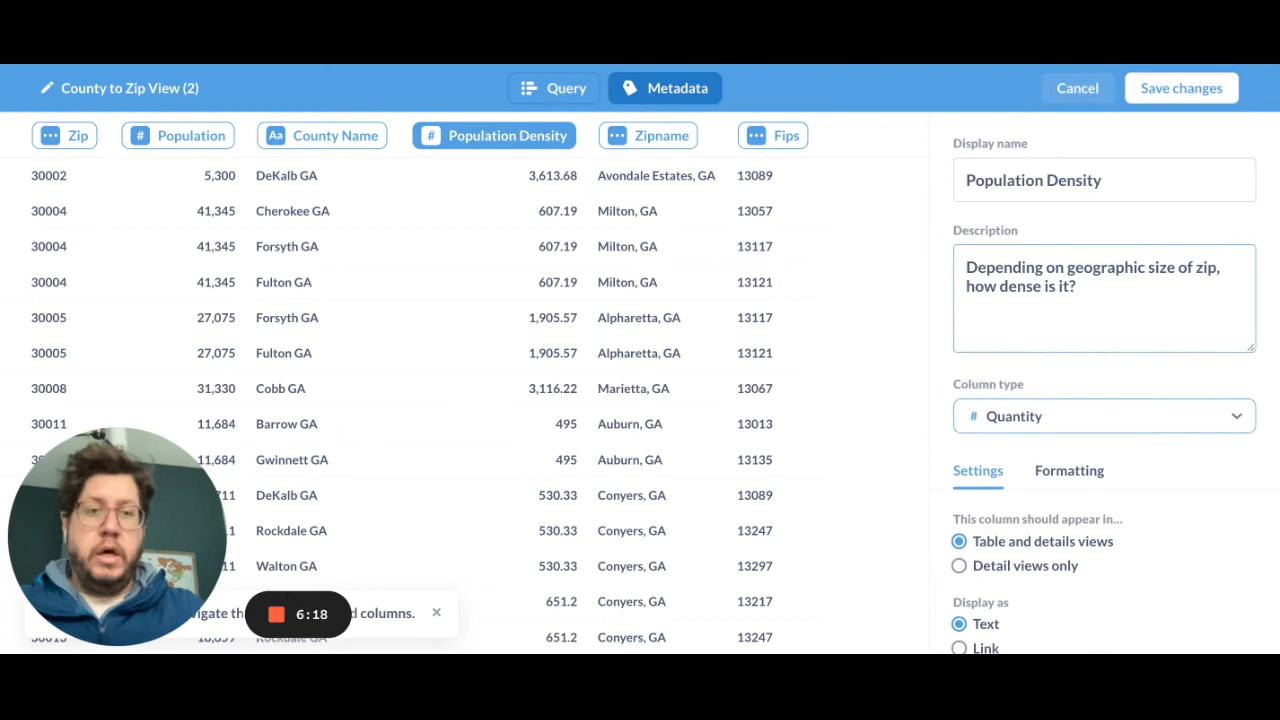 County to Zip View (2)
Query
Metadata
Cancel
Save changes
Zip
# Population
Aa County Name
# Population Density
Zipname
Fips
30002 5,300 DeKalb GA 3,613.68 Avondale Estates, GA 13089
30004 41,345 Cherokee GA 607.19 Milton, GA 13057
30004 41,345 Forsyth GA 607.19 Milton, GA 13117
30004 41,345 Fulton GA 607.19 Milton, GA 13121
30005 27,075 Forsyth GA 1,905.57 Alpharetta, GA 13117
30005 27,075 Fulton GA 1,905.57 Alpharetta, GA 13121
30008 31,330 Cobb GA 3,116.22 Marietta, GA 13067
30011 11,684 Barrow GA 495 Auburn, GA 13013
11,684 Gwinnett GA 495 Auburn, GA 13135
DeKalb GA 530.33 Conyers, GA 13089
Rockdale GA 530.33 Conyers, GA 13247
Walton GA 530.33 Conyers, GA 13297
651.2 Conyers, GA 13217
Rockdale GA 651.2 Conyers, GA 13247
6:18
columns.
Display name
Population Density
Description
Depending on geographic size of zip,
how dense is it?
Column type
# Quantity
Settings
Formatting
This column should appear in...
Table and details views
Detail views only
Display as
Text
Link